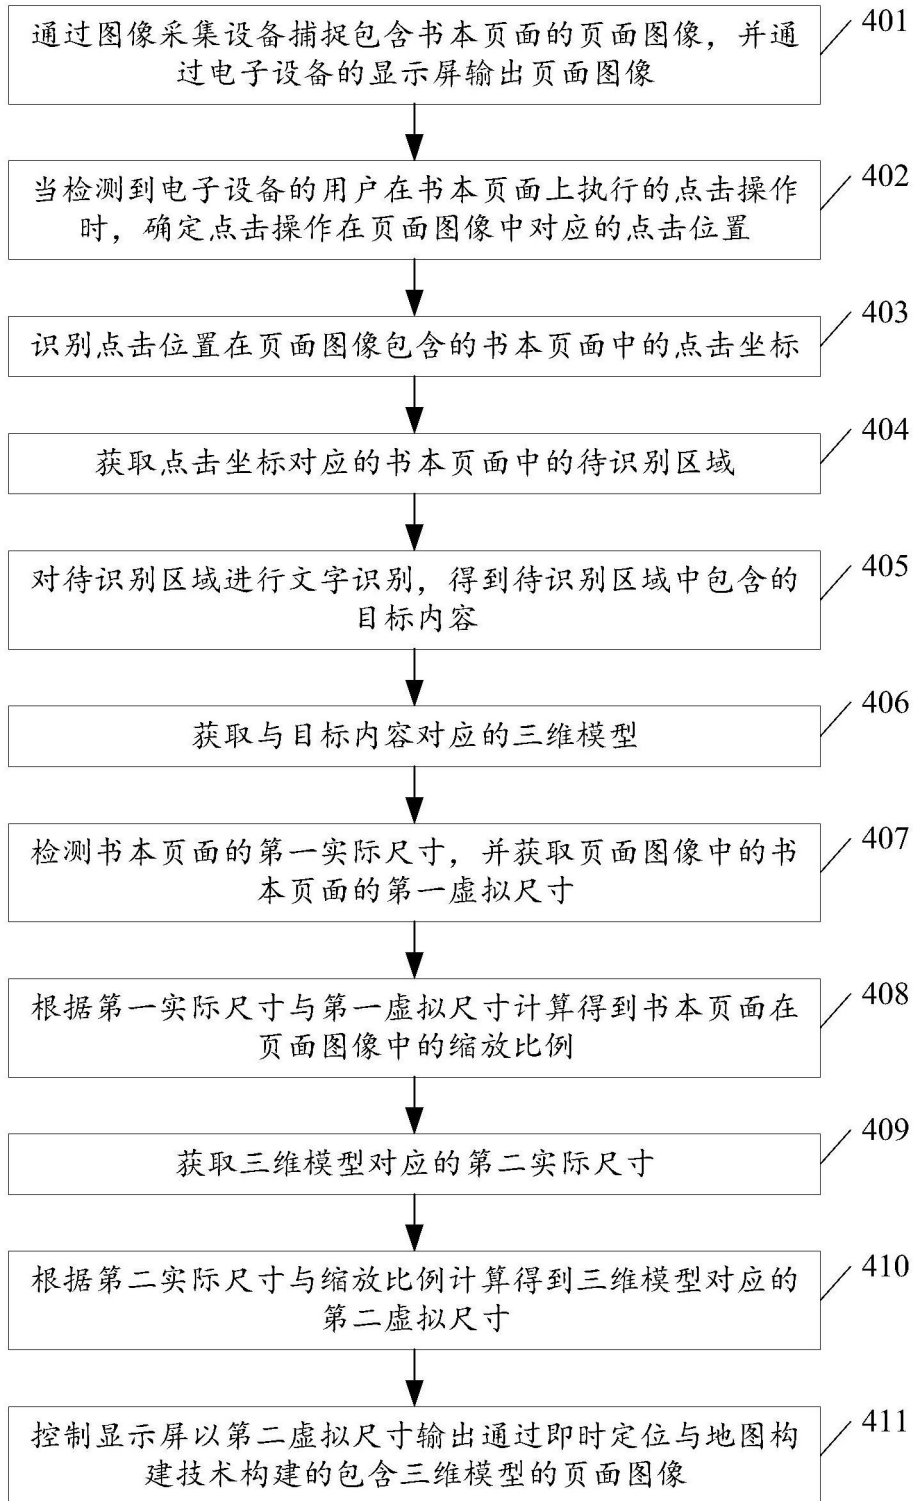 通过图像采集设备捕捉包含书本页面的页面图像，并通
过电子设备的显示屏输出页面图像
401
当检测到电子设备的用户在书本页面上执行的点击操作
时，确定点击操作在页面图像中对应的点击位置
402
识别点击位置在页面图像包含的书本页面中的点击坐标
403
获取点击坐标对应的书本页面中的待识别区域
404
对待识别区域进行文字识别，得到待识别区域中包含的
目标内容
405
获取与目标内容对应的三维模型
406
检测书本页面的第一实际尺寸，并获取页面图像中的书
本页面的第一虚拟尺寸
407
根据第一实际尺寸与第一虚拟尺寸计算得到书本页面在
页面图像中的缩放比例
408
获取三维模型对应的第二实际尺寸
409
根据第二实际尺寸与缩放比例计算得到三维模型对应的
第二虚拟尺寸
410
控制显示屏以第二虚拟尺寸输出通过即时定位与地图构
建技术构建的包含三维模型的页面图像
411